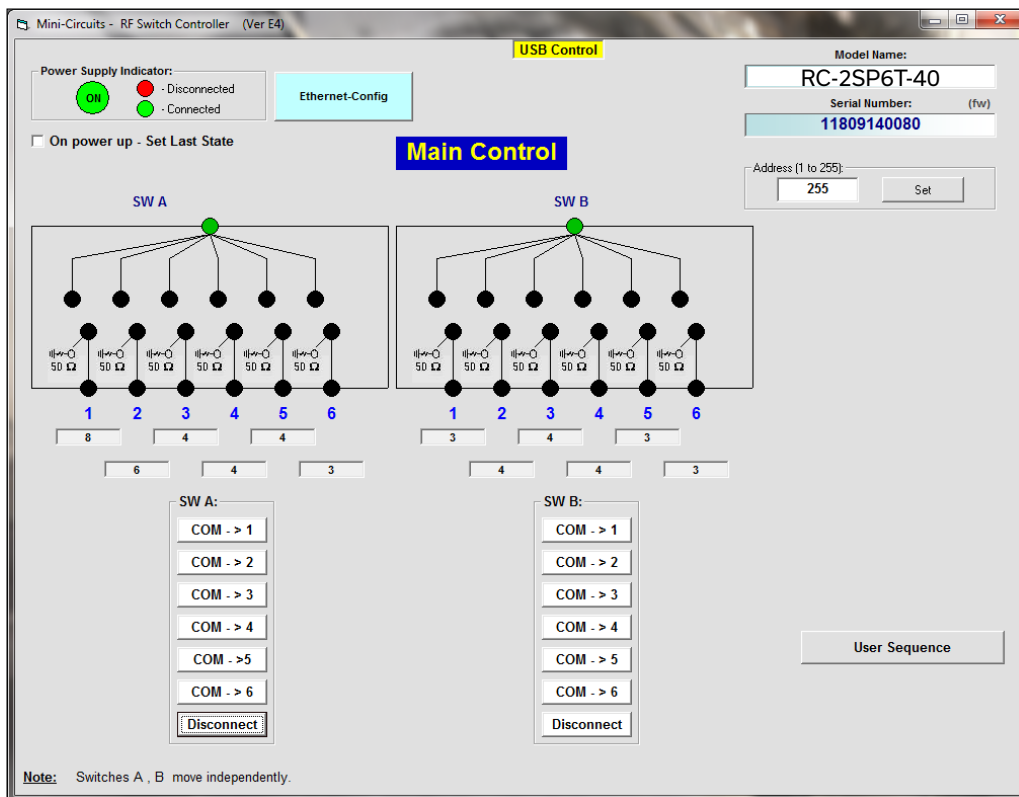 Mini-Circuits - RF Switch Controller (Ver E4)
USB Control
Power Supply Indicator:
ON
- Disconnected
- Connected
Ethernet-Config
Model Name:
RC-2SP6T-40
Serial Number: (fw)
11809140080
On power up - Set Last State
Main Control
Address (1 to 255):
255 Set
SW A SW B
50 Ω 50 Ω 50 Ω 50 Ω 50 Ω 50 Ω 50 Ω 50 Ω 50 Ω 50 Ω 50 Ω 50 Ω
1 2 3 4 5 6 1 2 3 4 5 6
8 4 4 3 4 3
6 4 3 4 4 3
SW A:
COM - > 1
COM - > 2
COM - > 3
COM - > 4
COM - >5
COM - > 6
Disconnect
SW B:
COM - > 1
COM - > 2
COM - > 3
COM - > 4
COM - > 5
COM - > 6
Disconnect
User Sequence
Note: Switches A , B move independently.